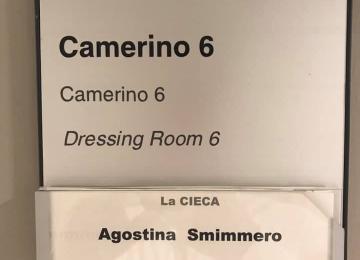 Camerino 6
Camerino 6
Dressing Room 6
La CIECA
Agostina Smimmero